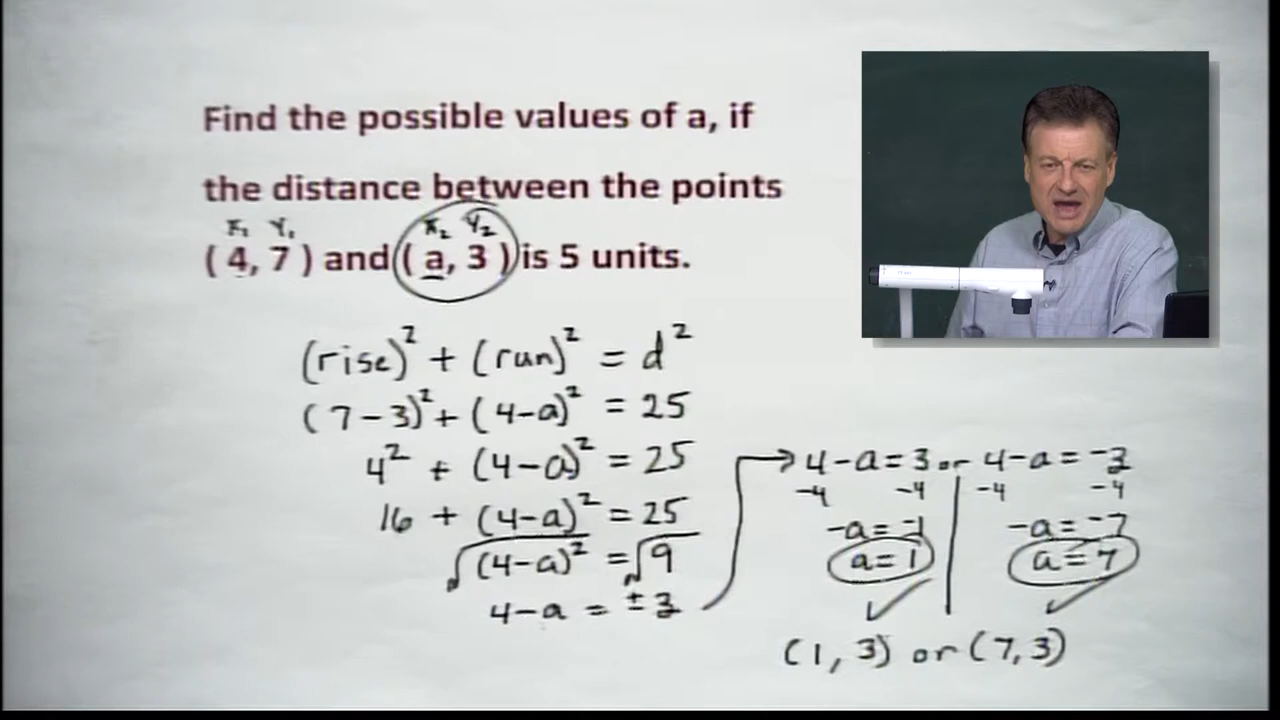 Find the possible values of a, if
the distance between the points
x₁ y₁ x₂ y₂
( 4, 7 ) and ( a, 3 ) is 5 units.
(rise)² + (run)² = d²
(7-3)² + (4-a)² = 25
4² + (4-a)² = 25
16 + (4-a)² = 25
√(4-a)² = √9
4-a = ±3
→ 4-a=3 or 4-a=-3
-4 -4 -4 -4
-a=-1 -a=-7
a=1 a=7
(1, 3) or (7,3)